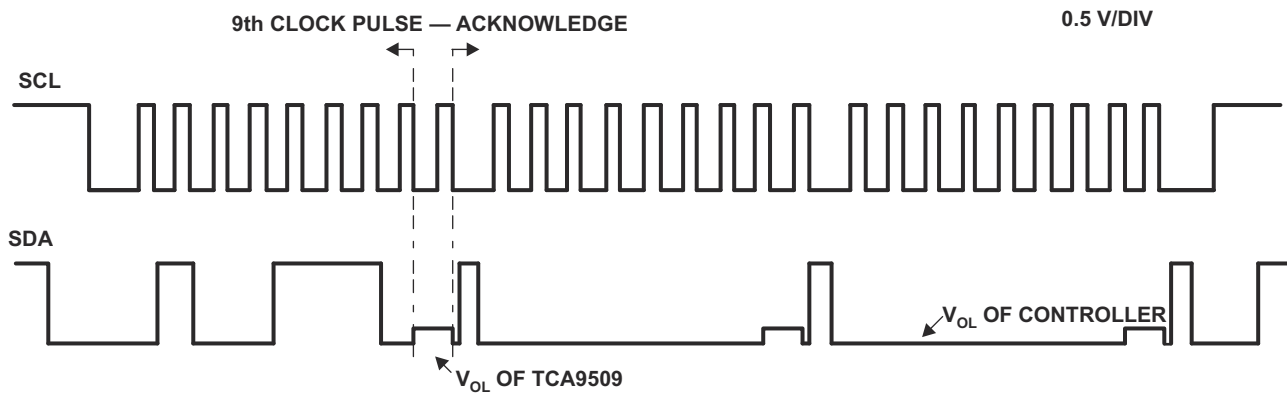 9th CLOCK PULSE — ACKNOWLEDGE
0.5 V/DIV
SCL
SDA
VOL OF CONTROLLER
VOL OF TCA9509